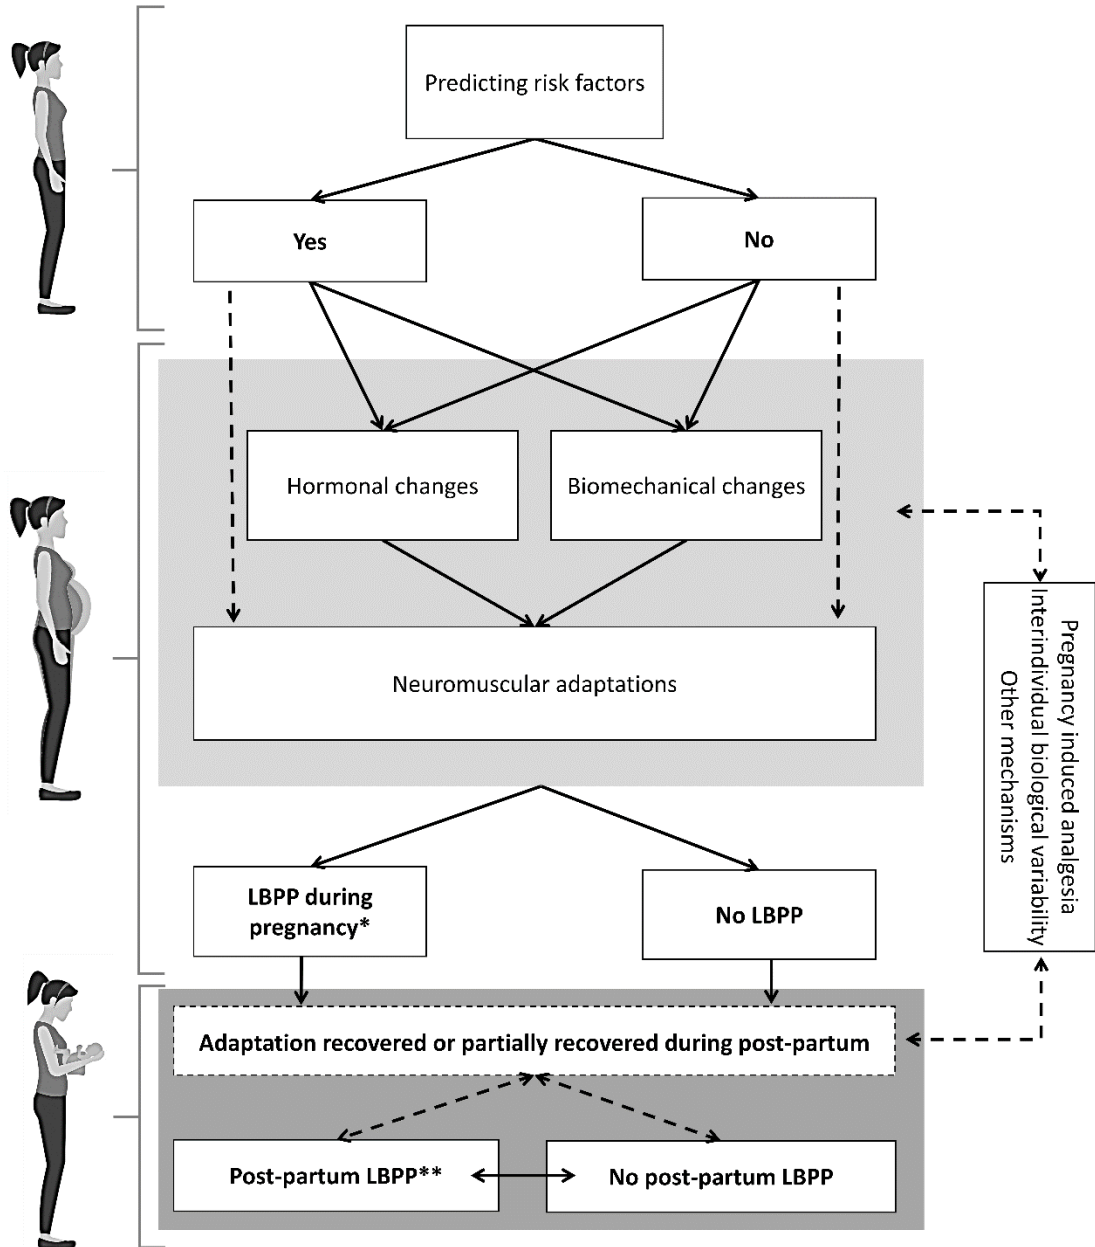 Predicting risk factors
Yes
No
Hormonal changes
Biomechanical changes
Neuromuscular adaptations
Pregnancy induced analgesia
Interindividual biological variability
Other mechanisms
LBPP during
pregnancy*
No LBPP
Adaptation recovered or partially recovered during post-partum
Post-partum LBPP**
No post-partum LBPP